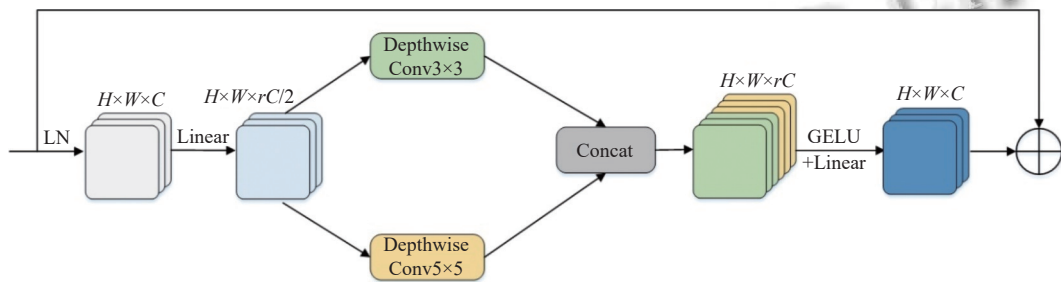 Depthwise
Conv3×3
H×W×C
H×W×rC/2
H×W×rC
H×W×C
LN
Linear
Concat
GELU
+Linear
Depthwise
Conv5×5